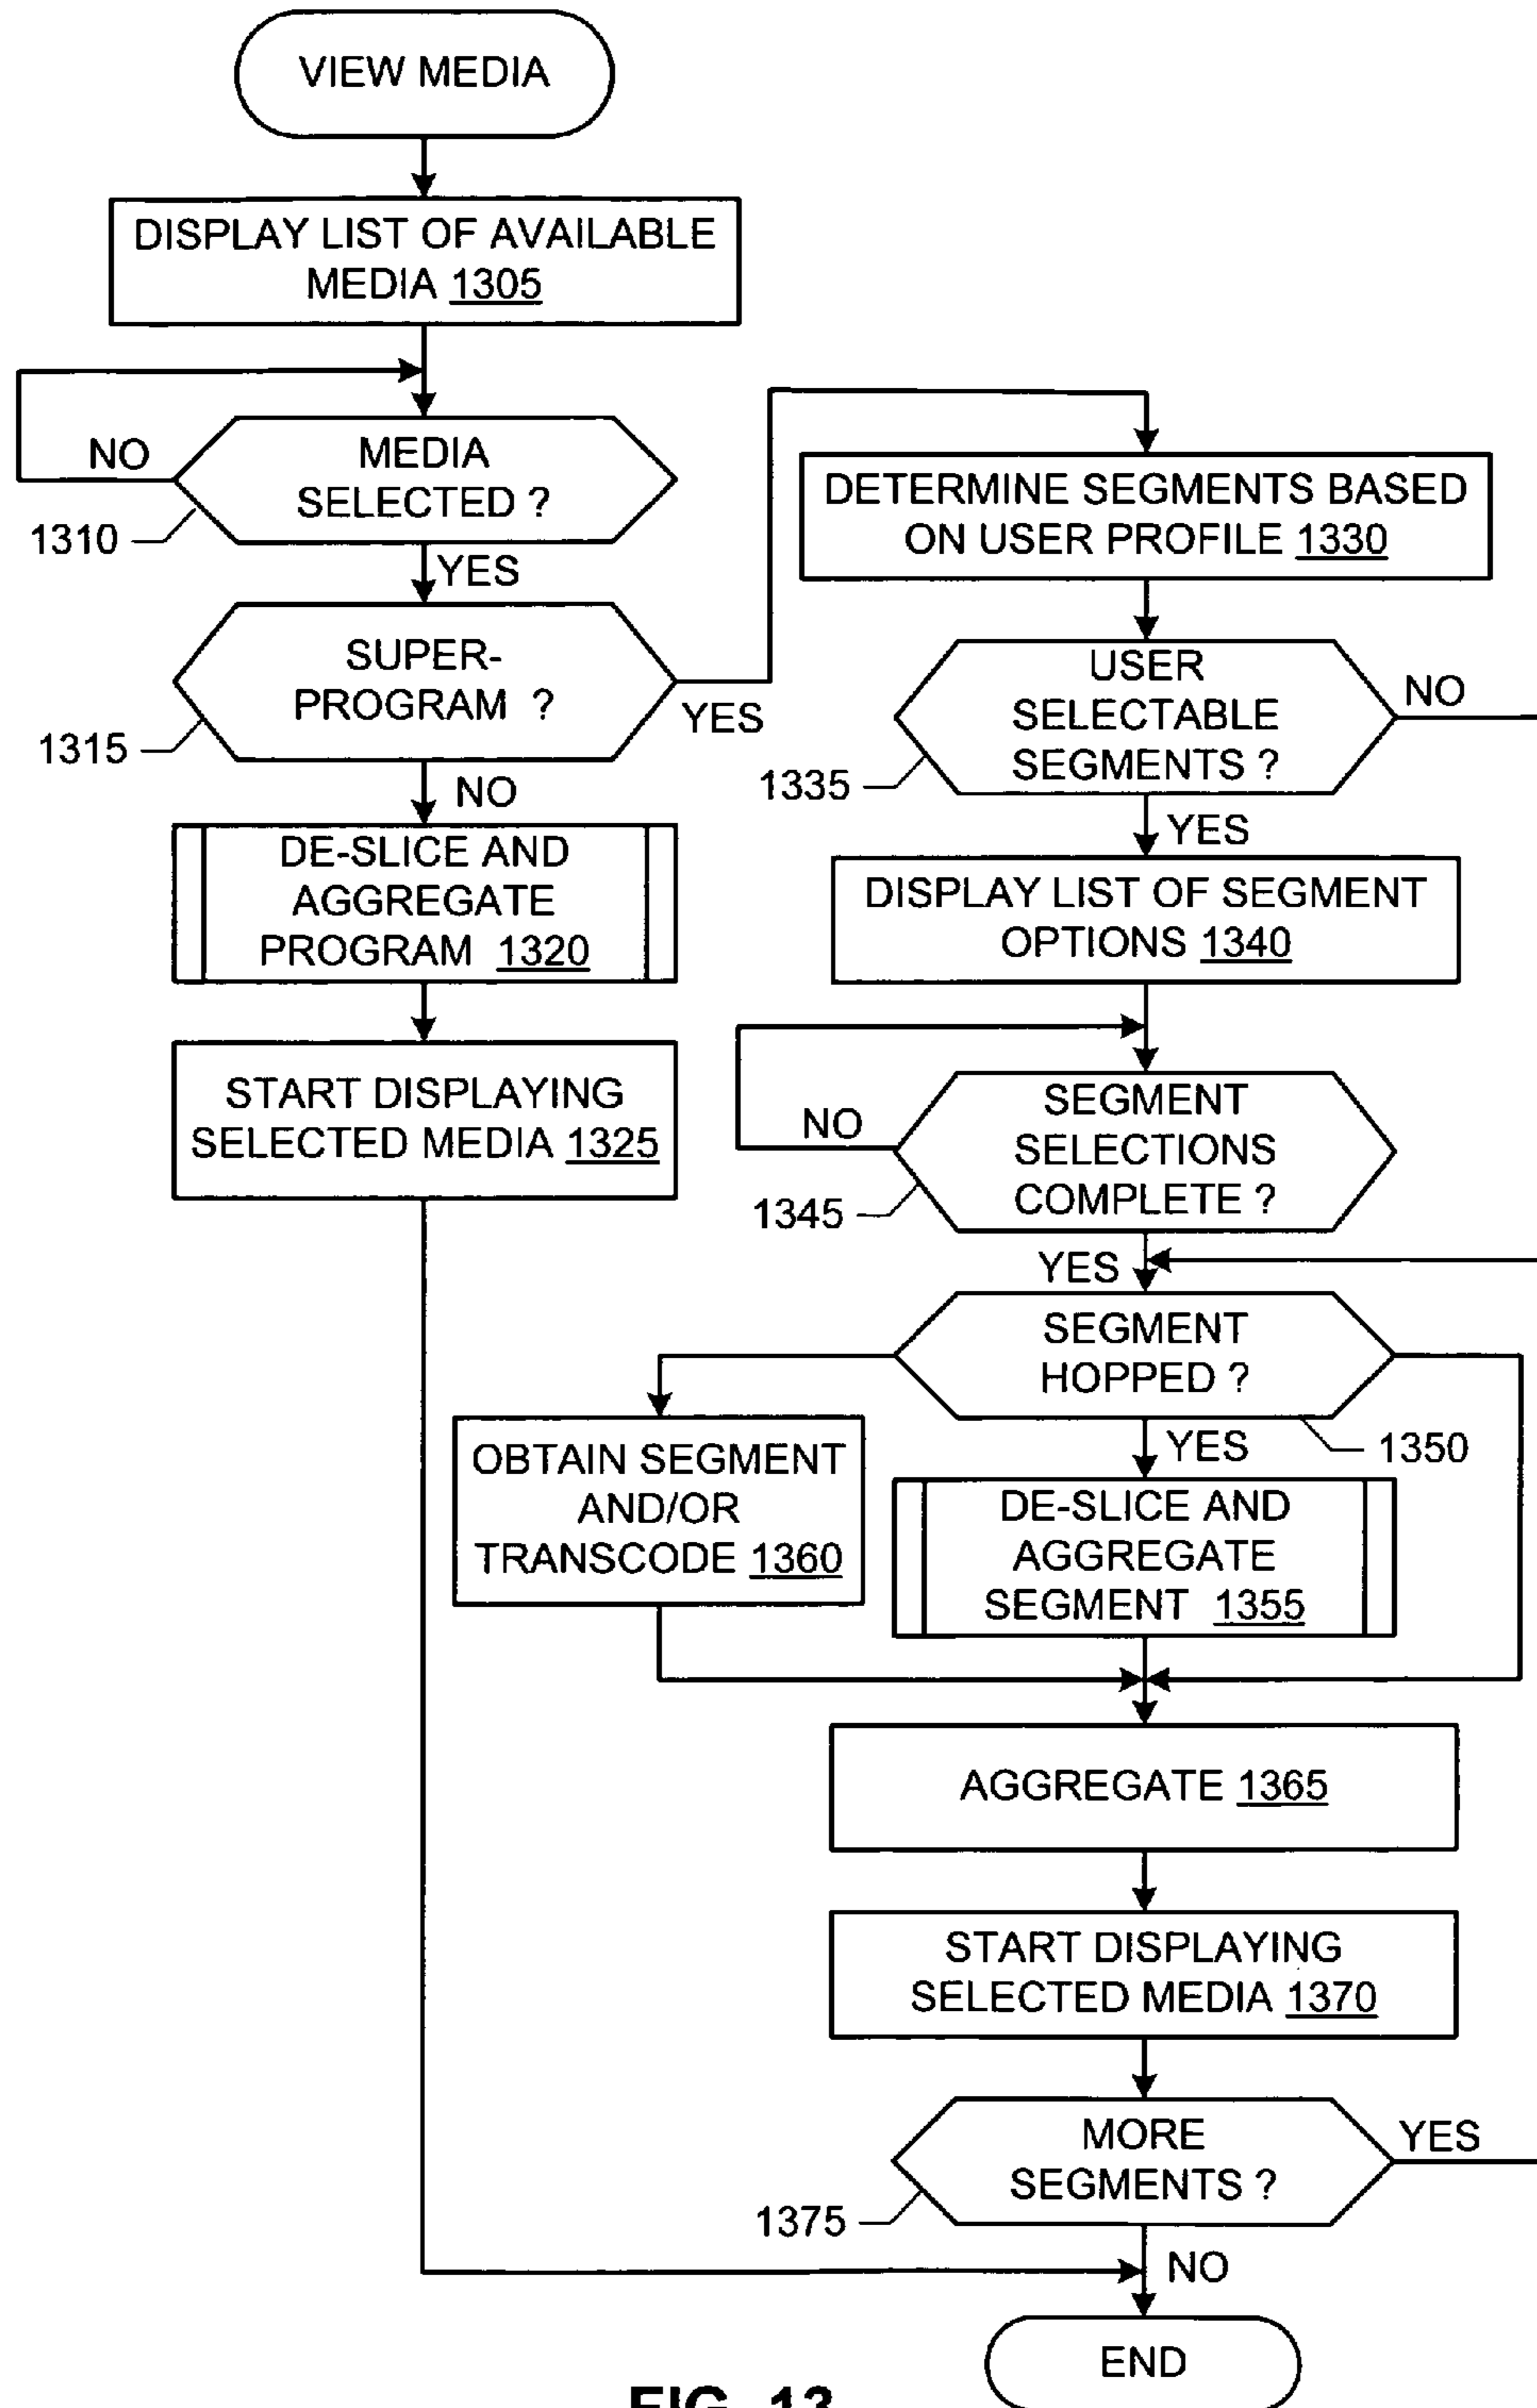 VIEW MEDIA
DISPLAY LIST OF AVAILABLE
MEDIA 1305
NO
MEDIA
SELECTED ?
1310
YES
SUPER-
PROGRAM ?
1315
YES
NO
DE-SLICE AND
AGGREGATE
PROGRAM 1320
START DISPLAYING
SELECTED MEDIA 1325
DETERMINE SEGMENTS BASED
ON USER PROFILE 1330
USER
SELECTABLE
SEGMENTS ?
NO
1335
YES
DISPLAY LIST OF SEGMENT
OPTIONS 1340
NO
SEGMENT
SELECTIONS
COMPLETE ?
1345
YES
SEGMENT
HOPPED ?
1350
YES
OBTAIN SEGMENT
AND/OR
TRANSCODE 1360
DE-SLICE AND
AGGREGATE
SEGMENT 1355
AGGREGATE 1365
START DISPLAYING
SELECTED MEDIA 1370
MORE
SEGMENTS ?
YES
1375
NO
END
FIG. 13